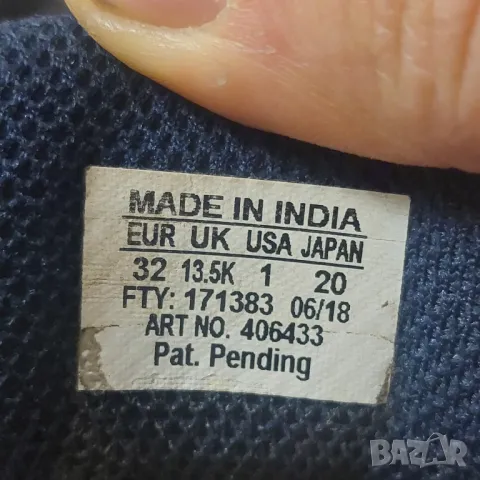 MADE IN INDIA
EUR UK USA JAPAN
32 13.5K 1 20
FTY: 171383 06/18
ART NO. 406433
Pat. Pending
BAZAR